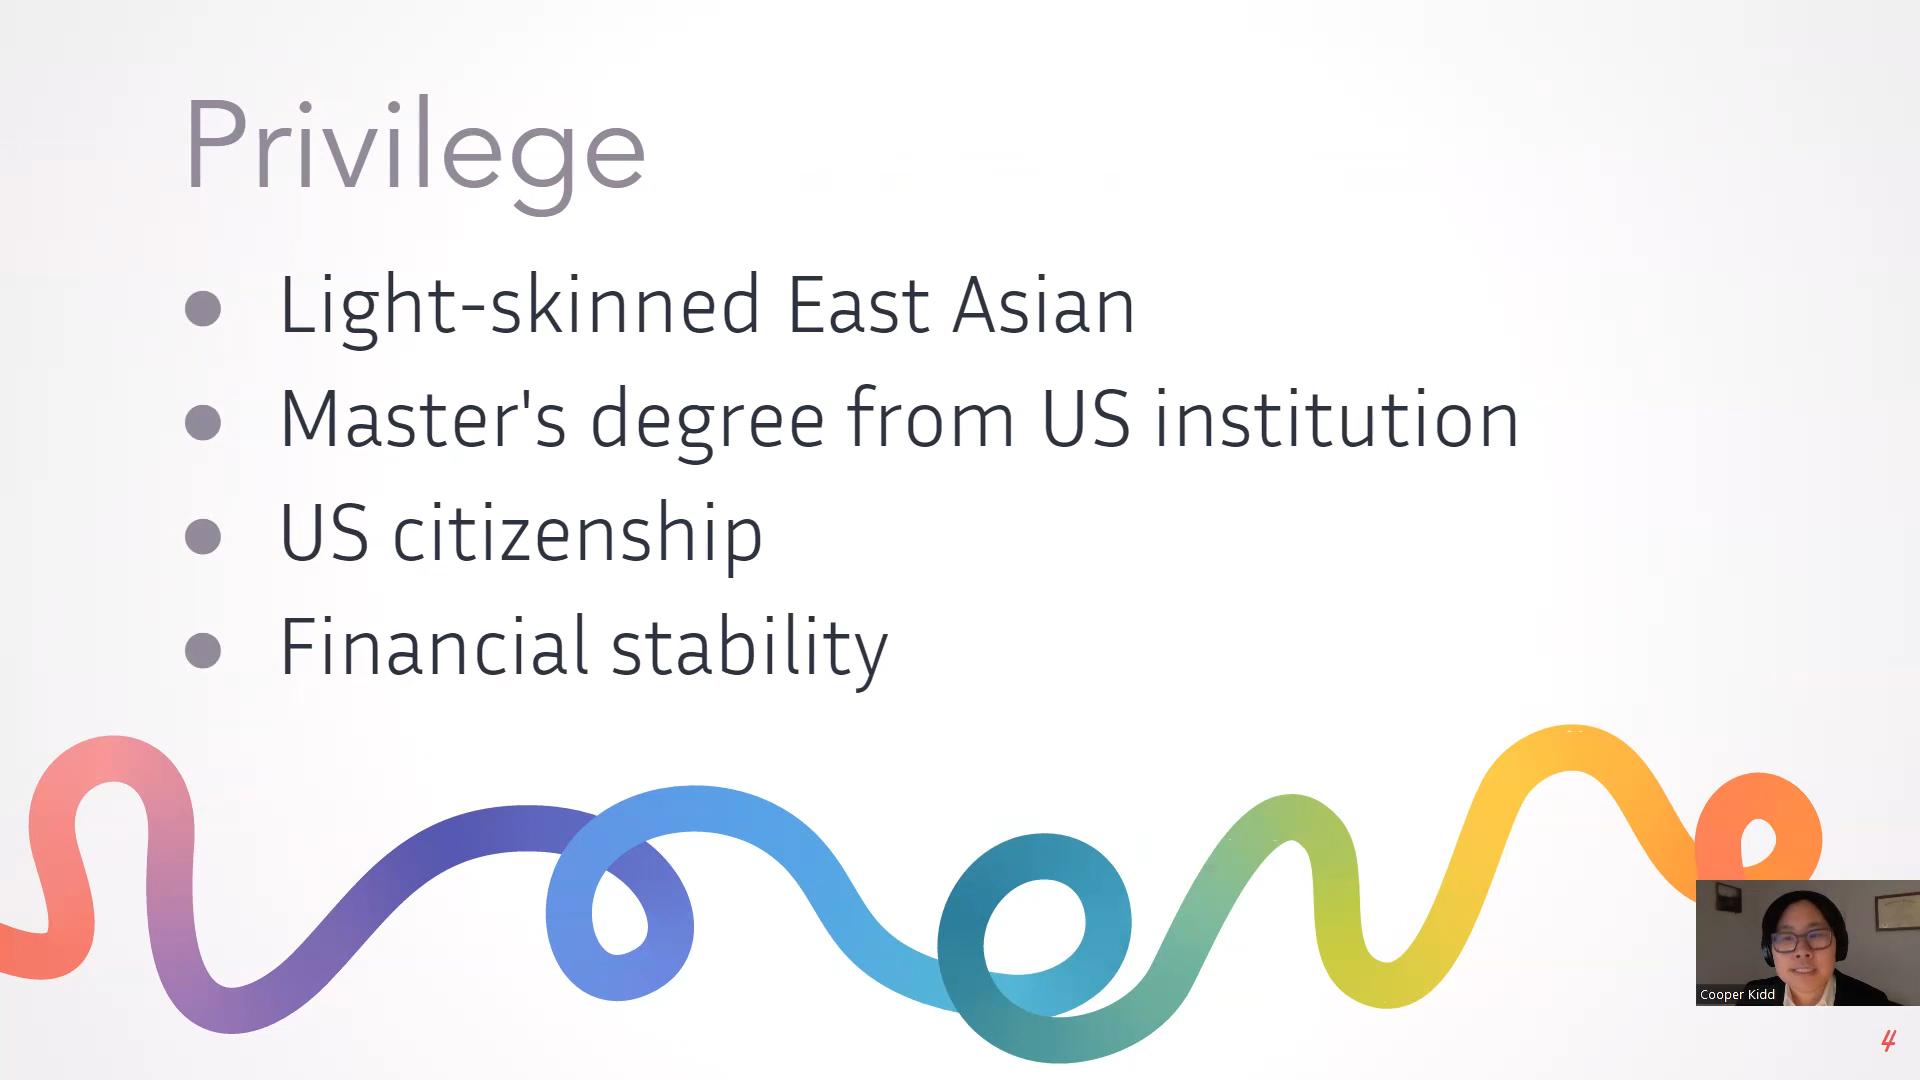 Privilege
● Light-skinned East Asian
● Master's degree from US institution
● US citizenship
● Financial stability
Cooper Kidd
4